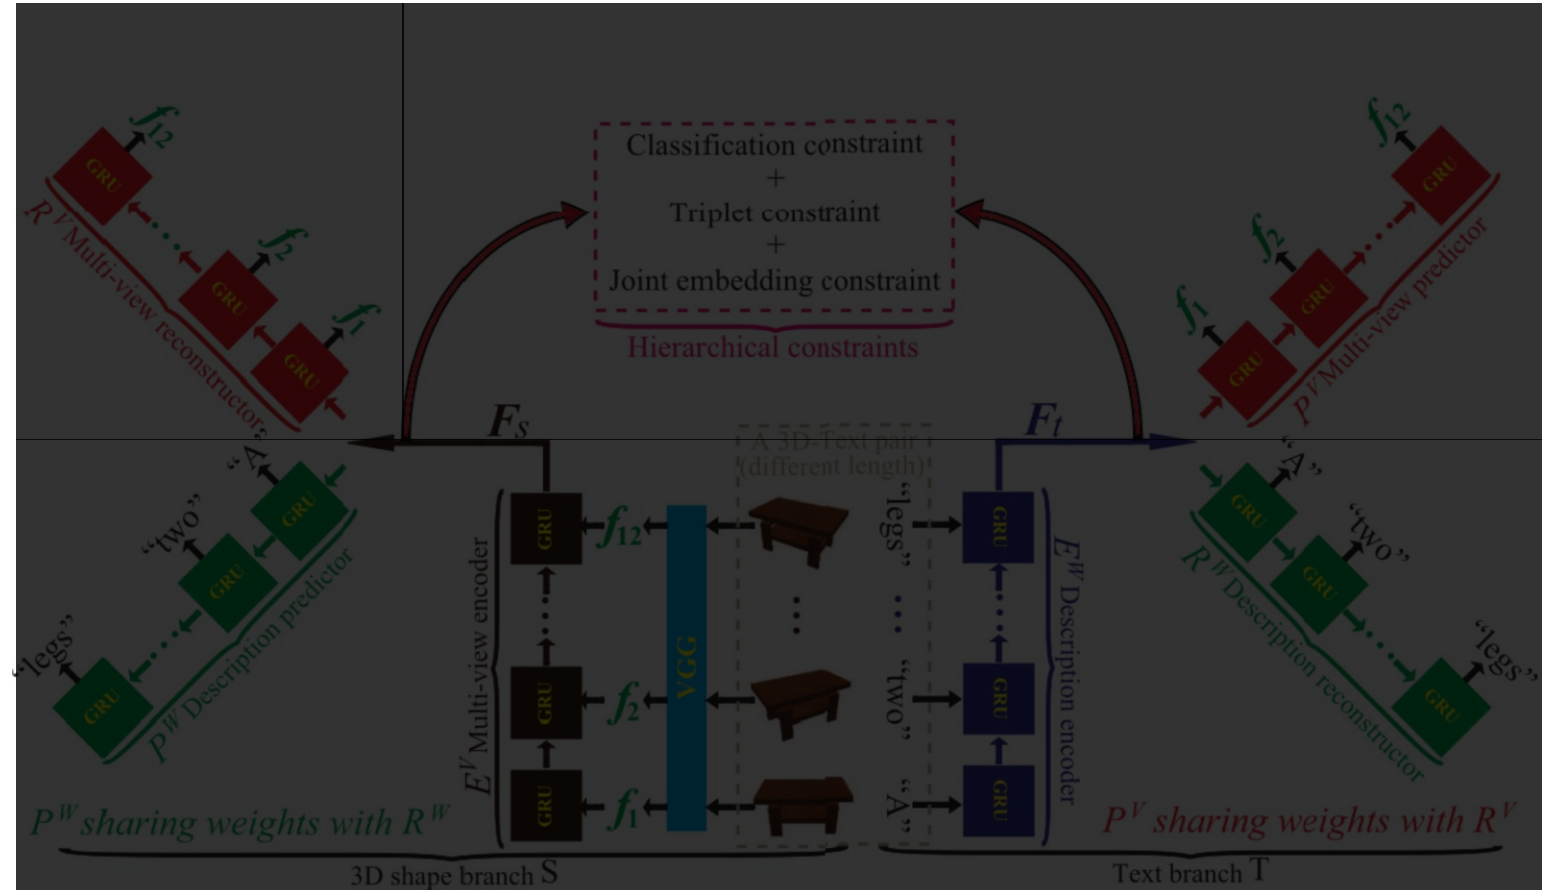 f12
GRU
R^V Multi-view reconstructor
f2
GRU
f1
GRU
Classification constraint
+
Triplet constraint
+
Joint embedding constraint
Hierarchical constraints
f12
GRU
f2
GRU
f1
GRU
P^V Multi-view predictor
Fs
Ft
A 3D-Text pair
(different length)
"A"
GRU
"two"
GRU
"legs"
GRU
P^W Description predictor
E^V Multi-view encoder
GRU
f12
GRU
f2
GRU
f1
VGG
"legs"
"two"
"A"
GRU
GRU
GRU
E^W Description encoder
"A"
GRU
"two"
GRU
"legs"
GRU
R^W Description reconstructor
P^W sharing weights with R^W
P^V sharing weights with R^V
3D shape branch S
Text branch T